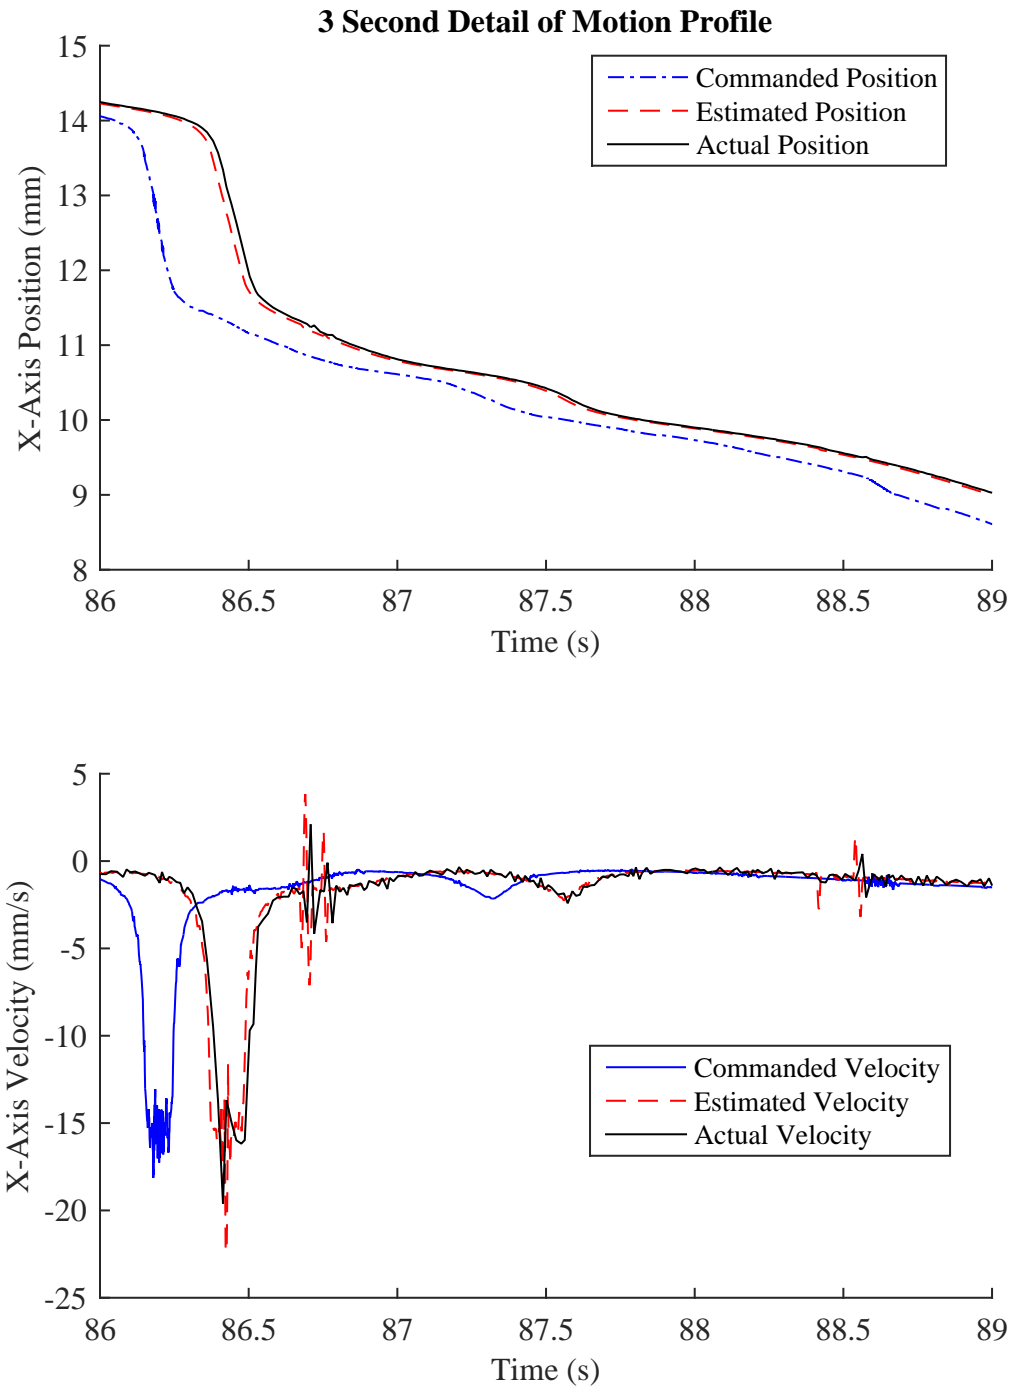 3 Second Detail of Motion Profile
15
14
13
12
11
10
9
8
X-Axis Position (mm)
Commanded Position
Estimated Position
Actual Position
86 86.5 87 87.5 88 88.5 89
Time (s)
5
0
-5
-10
-15
-20
-25
X-Axis Velocity (mm/s)
Commanded Velocity
Estimated Velocity
Actual Velocity
86 86.5 87 87.5 88 88.5 89
Time (s)